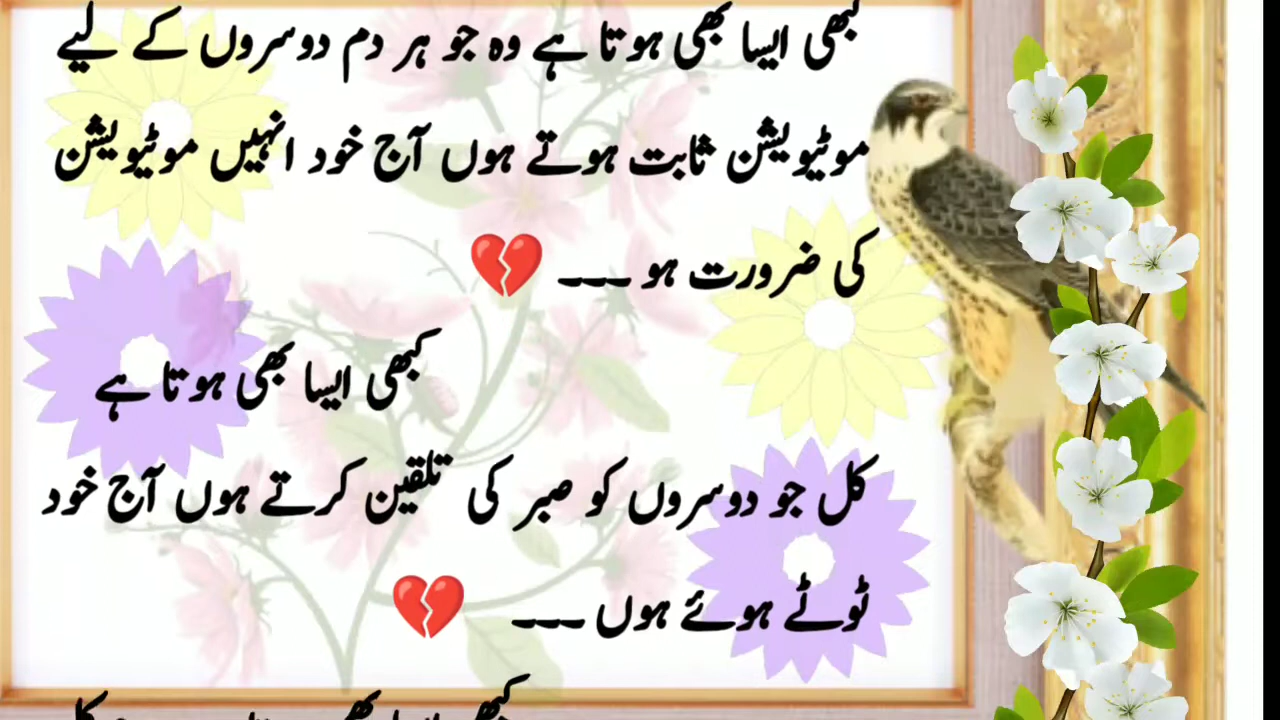 کبھی ایسا بھی ہوتا ہے وہ جو ہر دم دوسروں کے لیے
موٹیویشن ثابت ہوتے ہوں آج خود انہیں موٹیویشن
کی ضرورت ہو ۔۔۔ 💔
کبھی ایسا بھی ہوتا ہے
کل جو دوسروں کو صبر کی تلقین کرتے ہوں آج خود
ٹوٹے ہوئے ہوں ۔۔۔ 💔